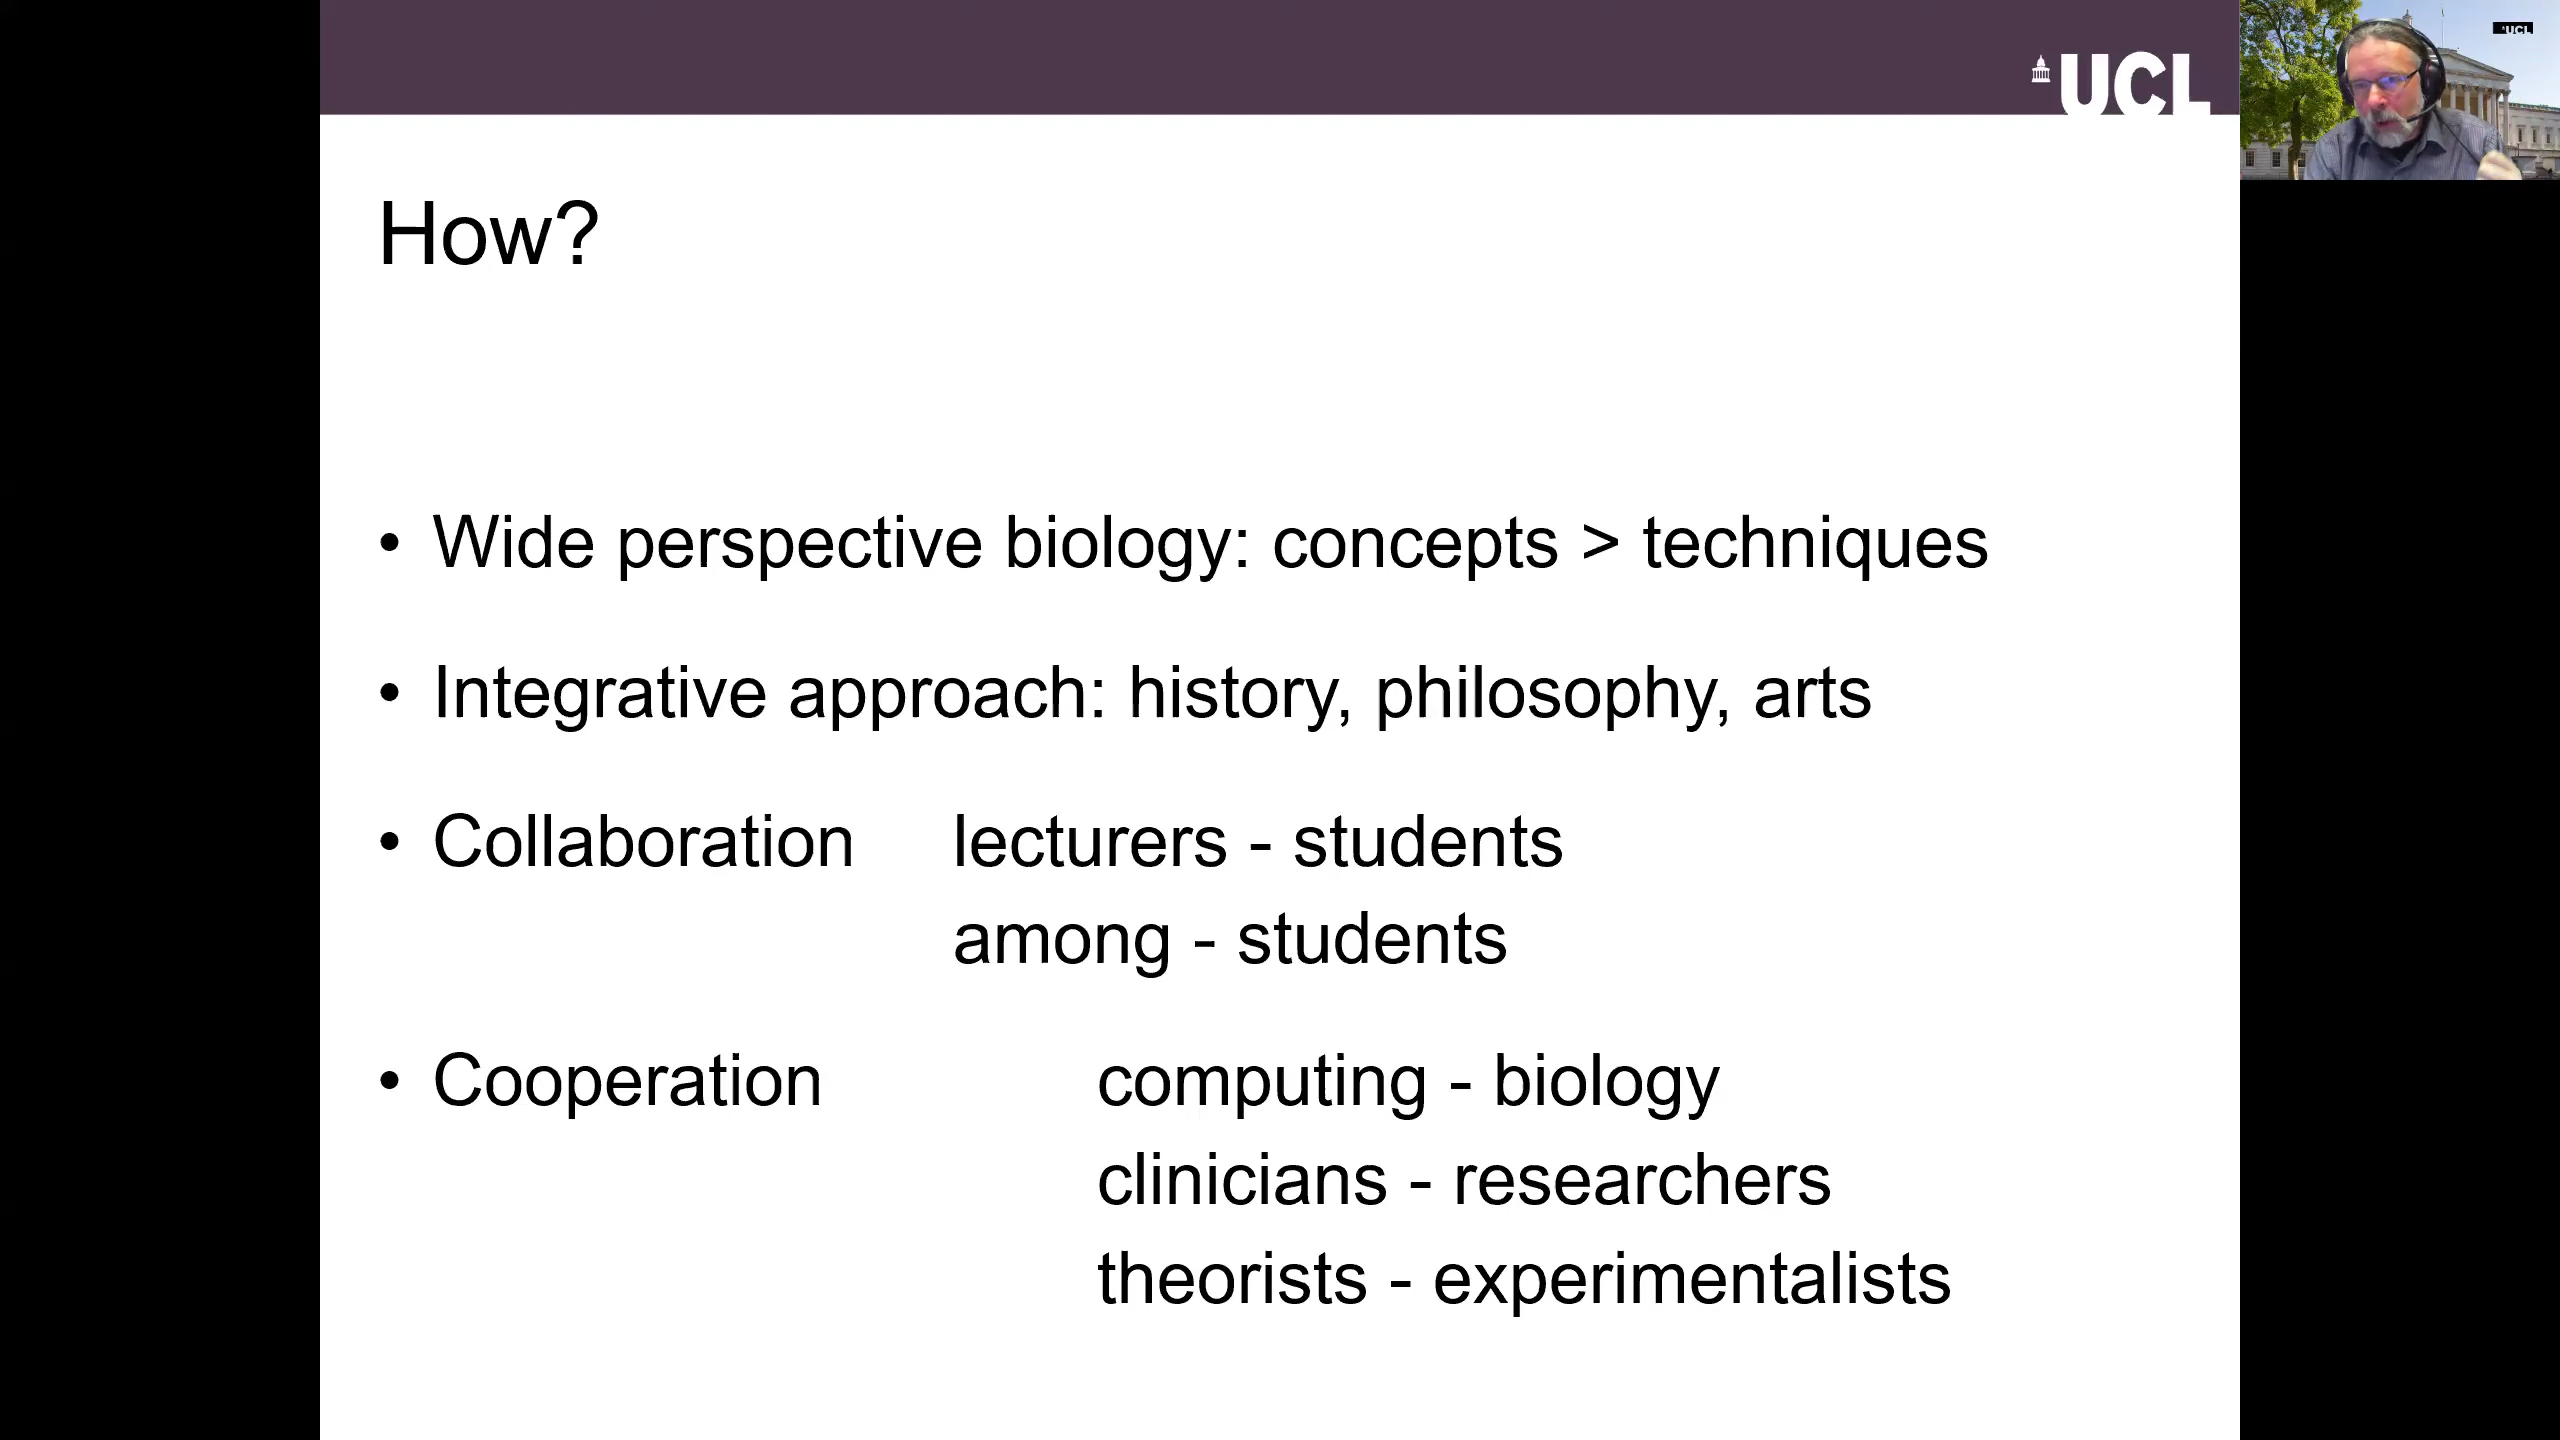 UCL
UCL
How?
• Wide perspective biology: concepts > techniques
• Integrative approach: history, philosophy, arts
• Collaboration lecturers - students
among - students
• Cooperation computing - biology
clinicians - researchers
theorists - experimentalists